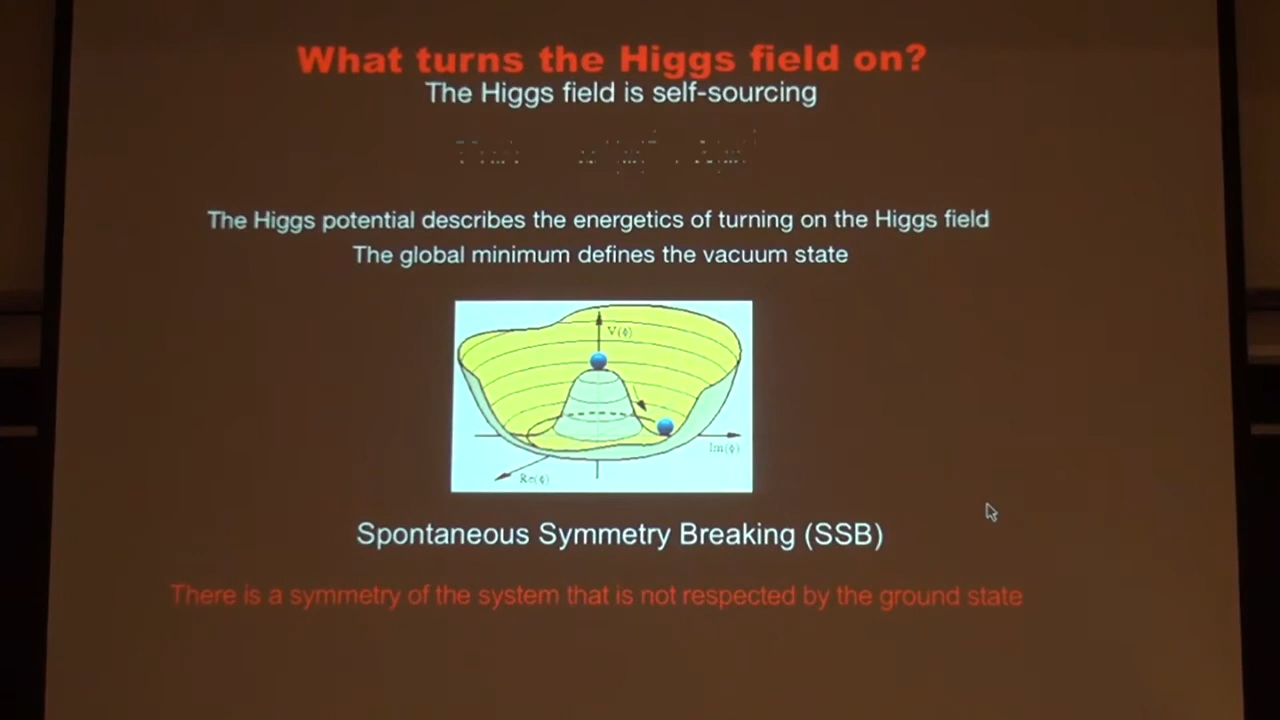 What turns the Higgs field on?
The Higgs field is self-sourcing
The Higgs potential describes the energetics of turning on the Higgs field
The global minimum defines the vacuum state
V(ϕ)
Im(ϕ)
Re(ϕ)
Spontaneous Symmetry Breaking (SSB)
There is a symmetry of the system that is not respected by the ground state